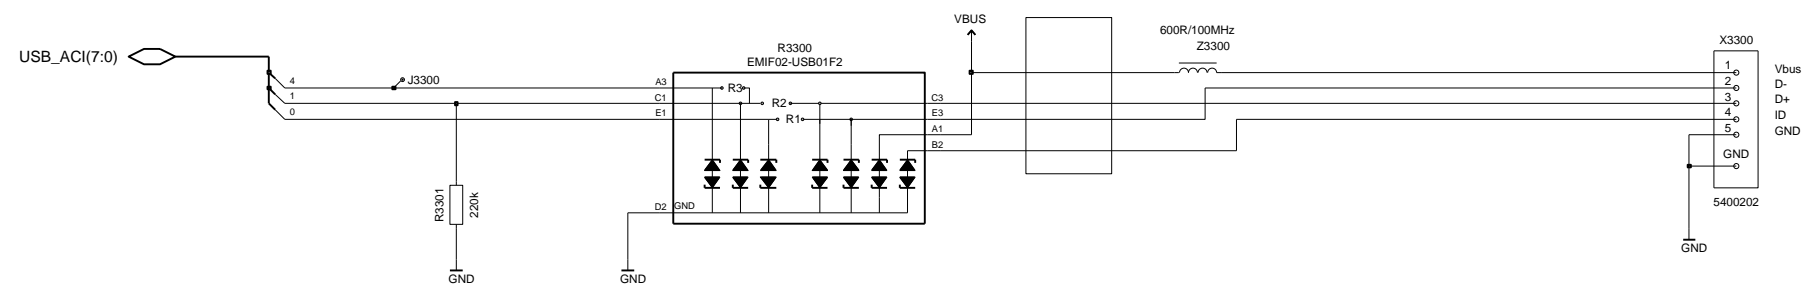 VBUS
600R/100MHz
Z3300
X3300
R3300
EMIF02-USB01F2
USB_ACI(7:0)
4
J3300
A3
R3
1
Vbus
2
D-
1
C1
R2
C3
3
D+
0
E1
R1
E3
4
ID
A1
5
GND
B2
GND
R3301
220k
D2
GND
5400202
GND
GND
GND